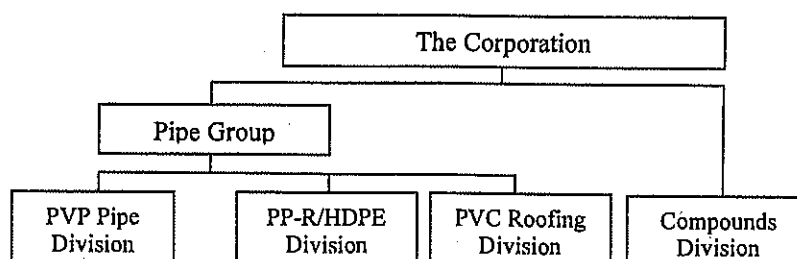 The Corporation
Pipe Group
PVP Pipe
Division
PP-R/HDPE
Division
PVC Roofing
Division
Compounds
Division